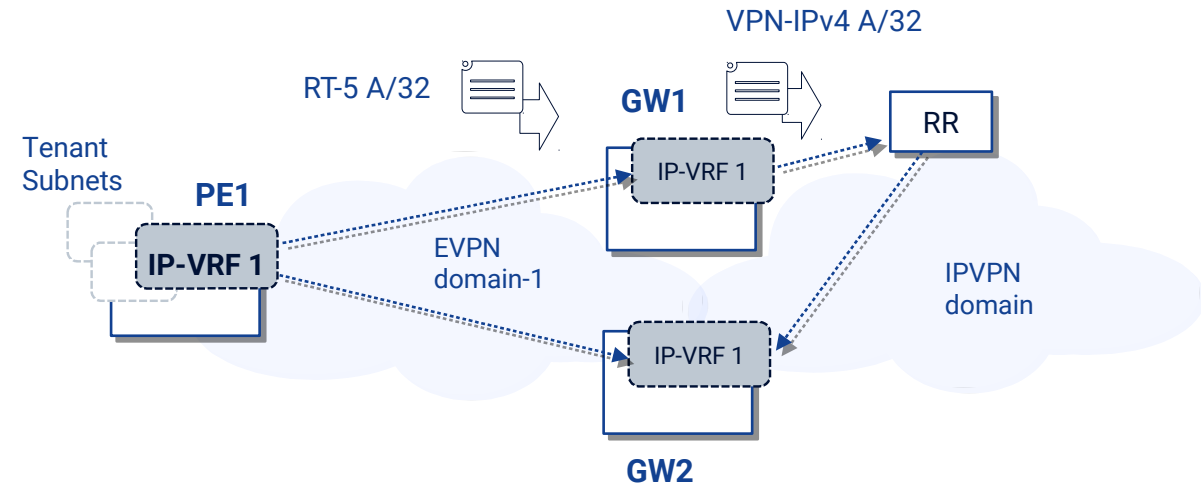 VPN-IPv4 A/32
RT-5 A/32
GW1
RR
Tenant
Subnets
PE1
IP-VRF 1
IP-VRF 1
EVPN
domain-1
IPVPN
domain
IP-VRF 1
GW2